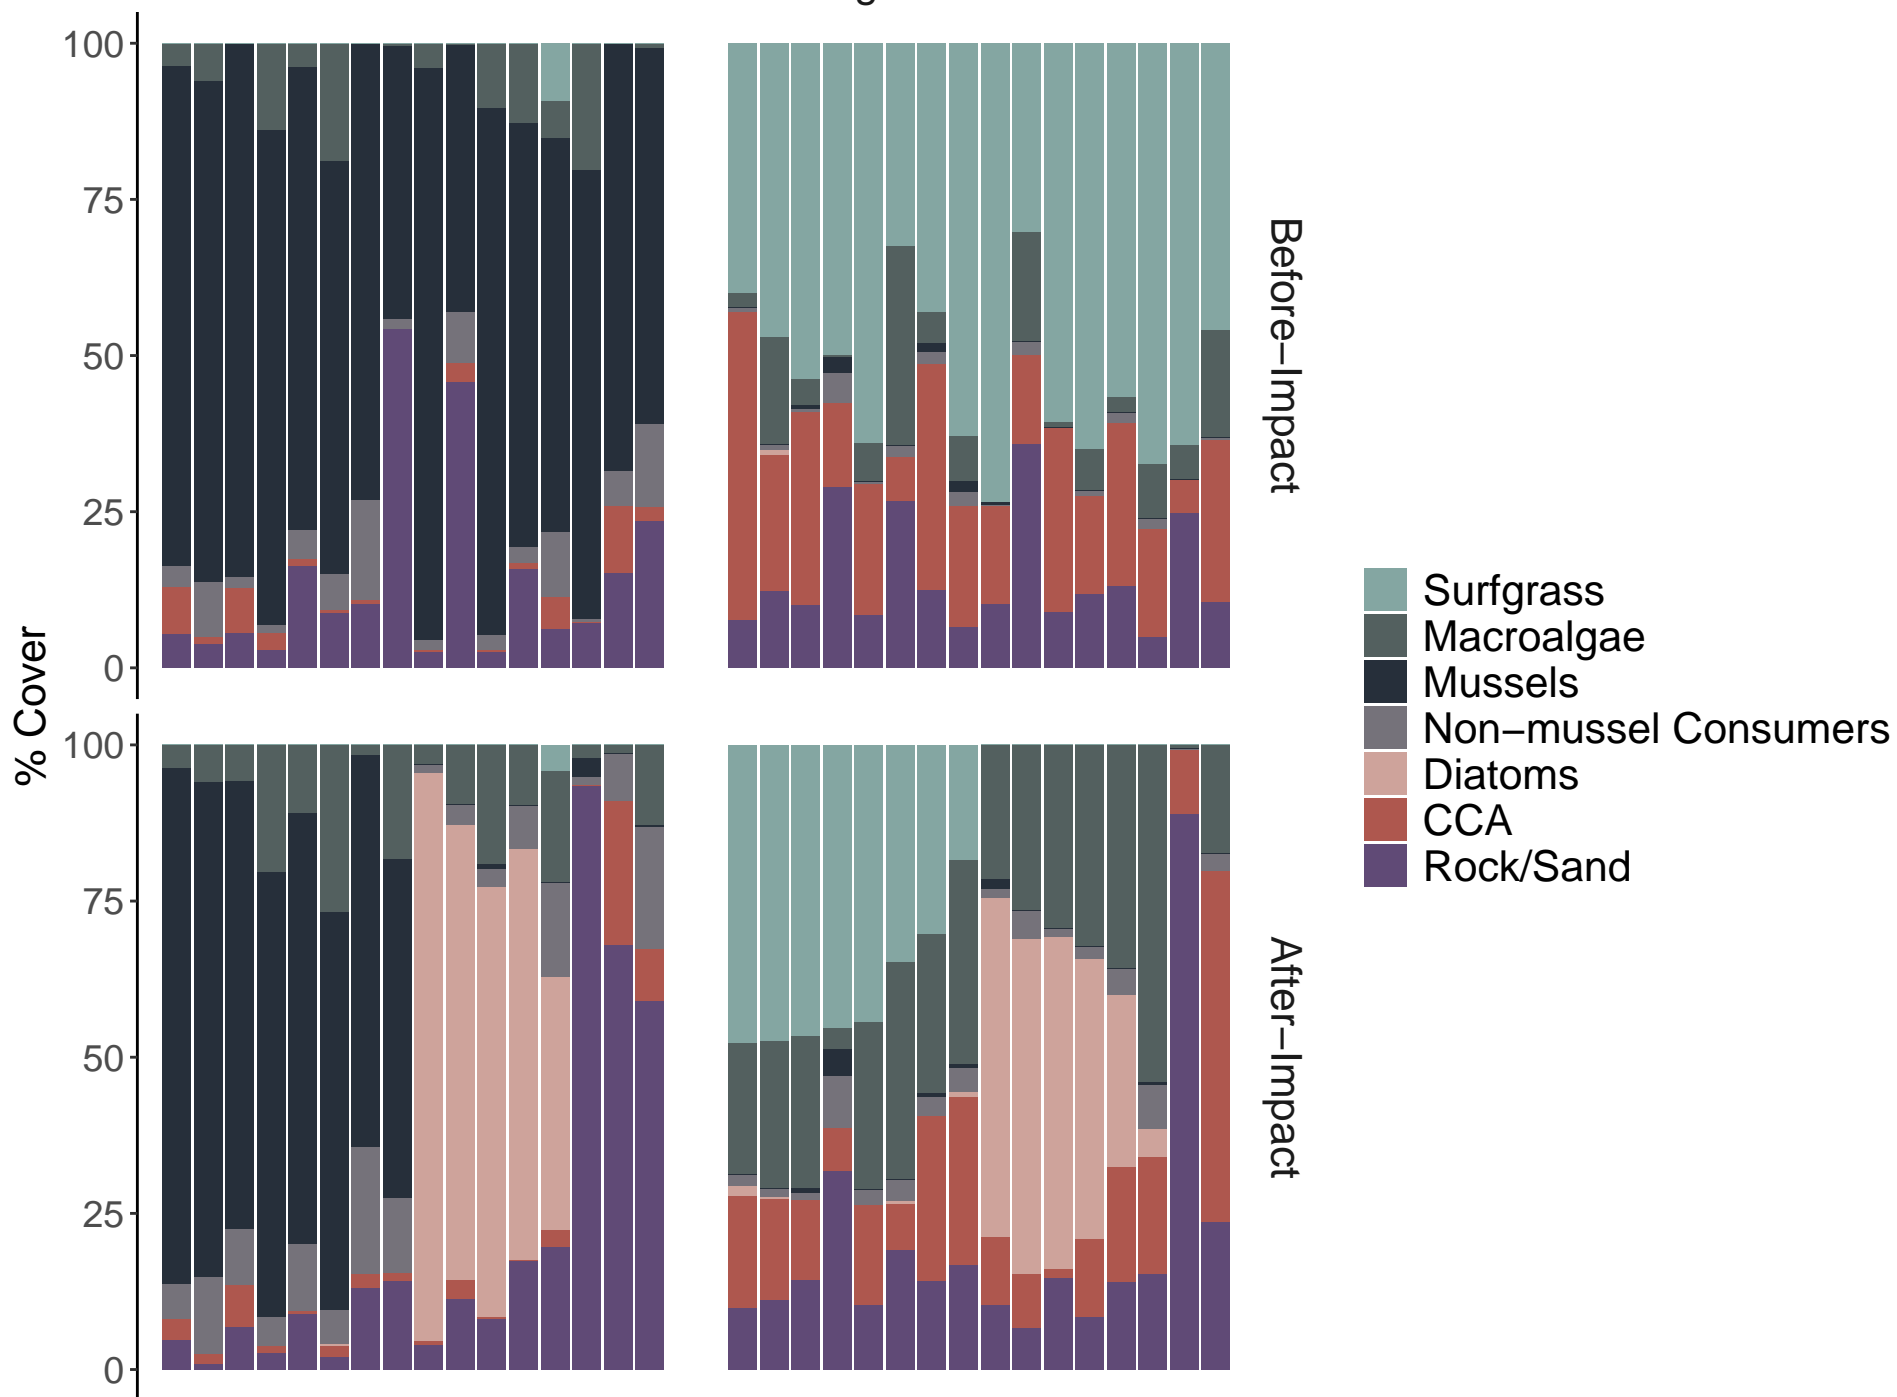 100
75
50
25
0
Before−Impact
% Cover
100
75
50
25
0
After−Impact
Surfgrass
Macroalgae
Mussels
Non−mussel Consumers
Diatoms
CCA
Rock/Sand